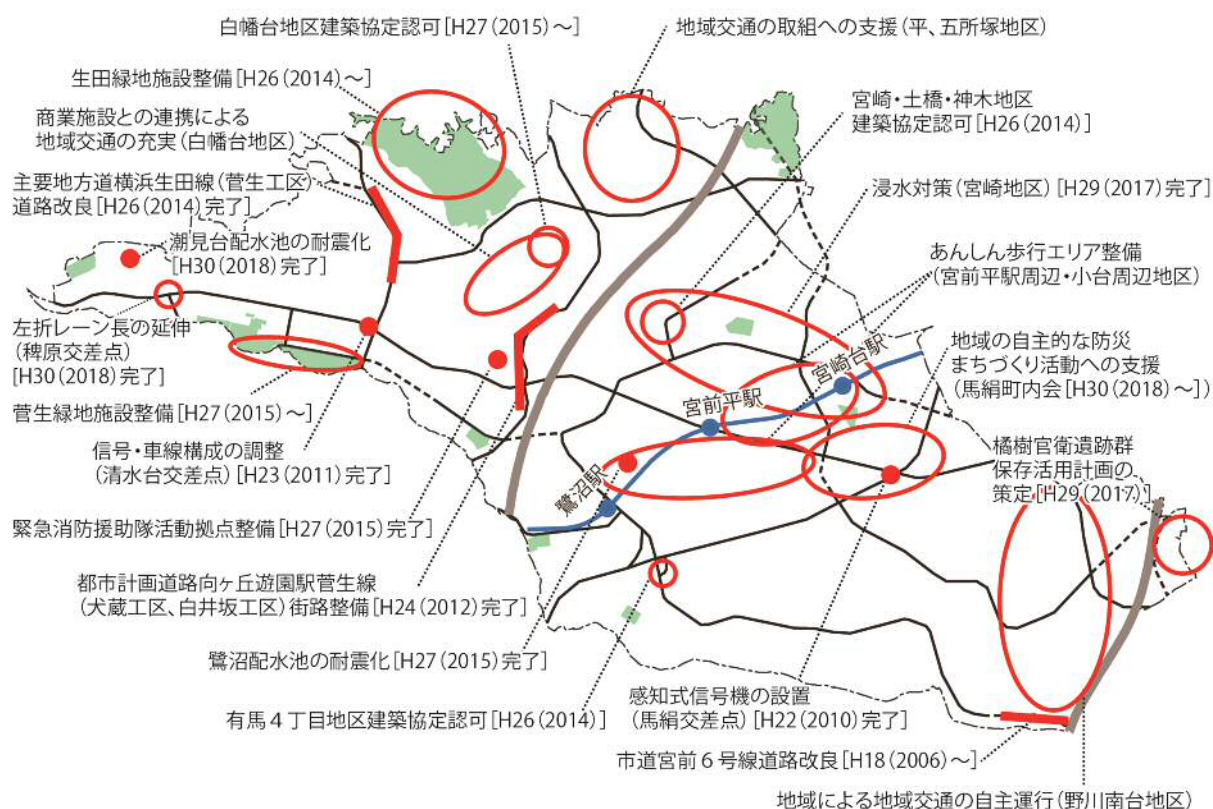 白幡台地区建築協定認可[H27(2015)～]
地域交通の取組への支援(平、五所塚地区)
生田緑地施設整備[H26(2014)～]
商業施設との連携による
地域交通の充実(白幡台地区)
宮崎・土橋・神木地区
建築協定認可[H26(2014)]
主要地方道横浜生田線(菅生工区)
道路改良[H26(2014)完了]
浸水対策(宮崎地区)[H29(2017)完了]
潮見台配水池の耐震化
[H30(2018)完了]
あんしん歩行エリア整備
(宮前平駅周辺・小台周辺地区)
左折レーン長の延伸
(稗原交差点)
[H30(2018)完了]
地域の自主的な防災
まちづくり活動への支援
(馬絹町内会[H30(2018)～])
宮崎台駅
宮前平駅
鷺沼駅
菅生緑地施設整備[H27(2015)～]
信号・車線構成の調整
(清水台交差点)[H23(2011)完了]
橘樹官衙遺跡群
保存活用計画の
策定[H29(2017)]
緊急消防援助隊活動拠点整備[H27(2015)完了]
都市計画道路向ヶ丘遊園駅菅生線
(犬蔵工区、白井坂工区)街路整備[H24(2012)完了]
鷺沼配水池の耐震化[H27(2015)完了]
有馬４丁目地区建築協定認可[H26(2014)]
感知式信号機の設置
(馬絹交差点)[H22(2010)完了]
市道宮前６号線道路改良[H18(2006)～]
地域による地域交通の自主運行(野川南台地区)